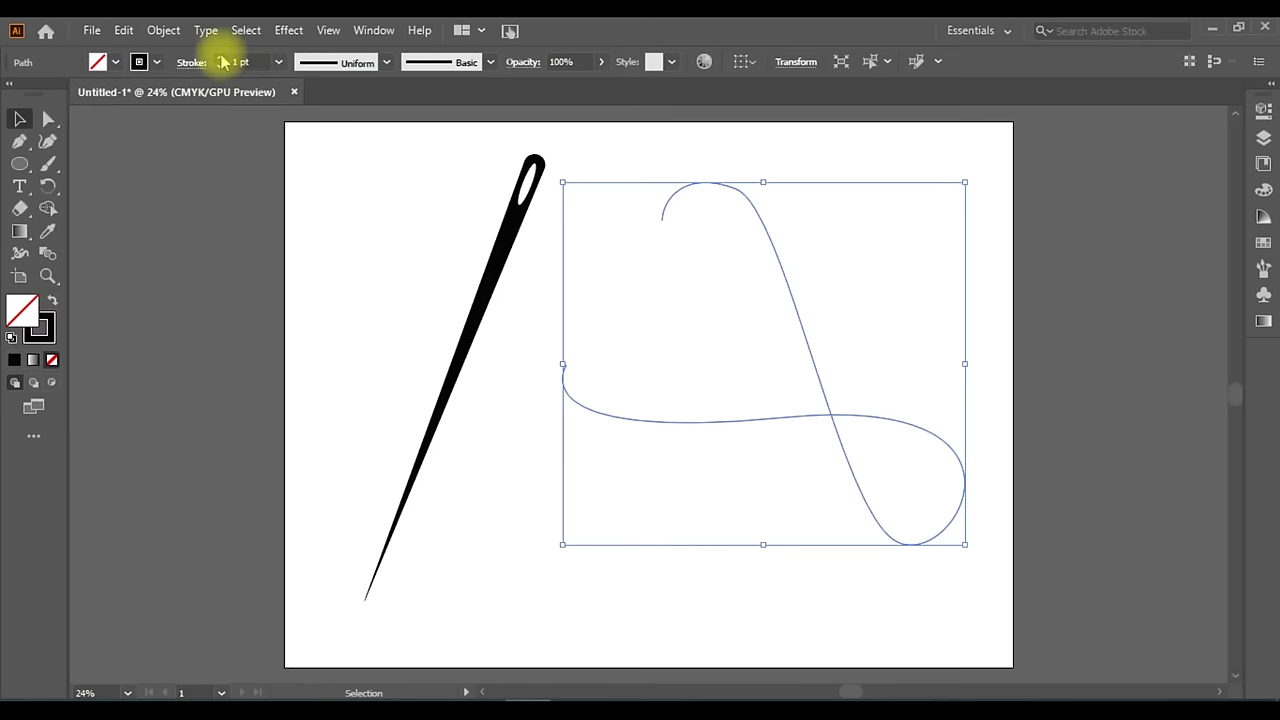 Ai File Edit Object Type Select Effect View Window Help Essentials Search Adobe Stock
Path Stroke: 1 pt Uniform Basic Opacity: 100% Style: Transform
Untitled-1* @ 24% (CMYK/GPU Preview)
T
24% 1 Selection